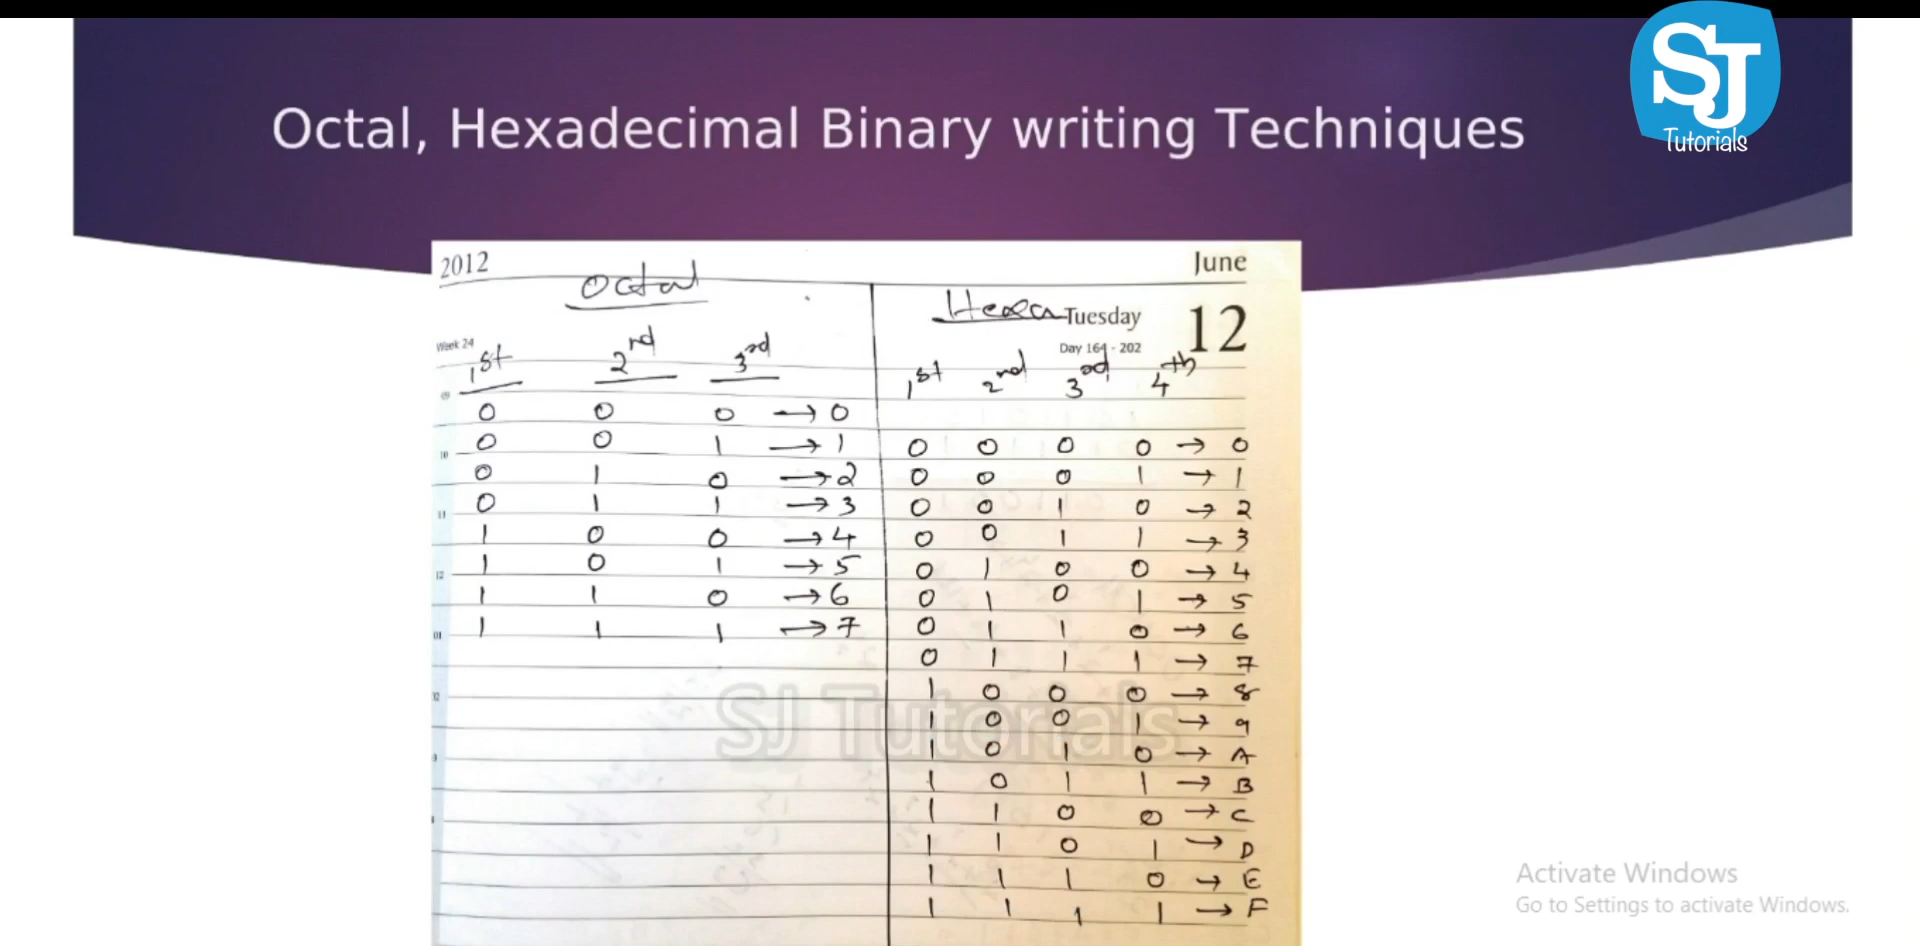 SJ
Tutorials
Octal, Hexadecimal Binary writing Techniques
2012
June
Octal
Hexa
Tuesday
12
Week 24
Day 164 - 202
1st 2rd 3rd
1st 2nd 3rd 4th
09
0 0 0 → 0
0 0 1 → 1
10
0 1 0 → 2
0 1 1 → 3
11
1 0 0 → 4
1 0 1 → 5
12
1 1 0 → 6
1 1 1 → 7
01
02
0 0 0 0 → 0
0 0 0 1 → 1
0 0 1 0 → 2
0 0 1 1 → 3
0 1 0 0 → 4
0 1 0 1 → 5
0 1 1 0 → 6
0 1 1 1 → 7
1 0 0 0 → 8
1 0 0 1 → 9
1 0 1 0 → A
1 0 1 1 → B
1 1 0 0 → C
1 1 0 1 → D
1 1 1 0 → E
1 1 1 1 → F
SJ Tutorials
Activate Windows
Go to Settings to activate Windows.